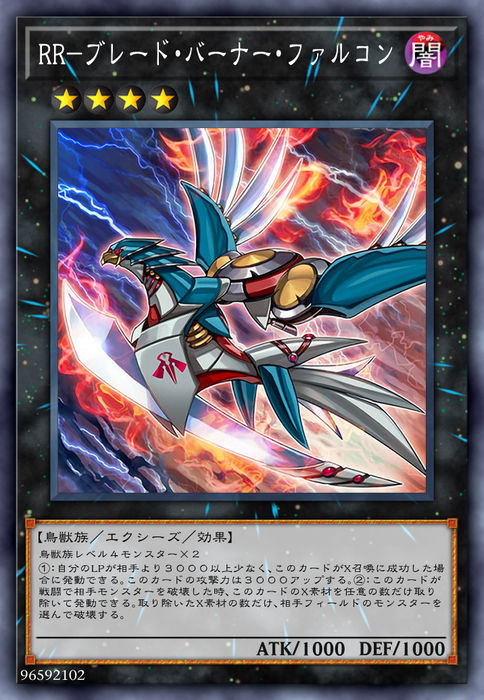 RR－ブレード・バーナー・ファルコン
やみ
闇
【鳥獣族／エクシーズ／効果】
鳥獣族レベル４モンスター×２
①：自分のLPが相手より３０００以上少なく、このカードがX召喚に成功した場
合に発動できる。このカードの攻撃力は３０００アップする。②：このカードが
戦闘で相手モンスターを破壊した時、このカードのX素材を任意の数だけ取り
除いて発動できる。取り除いたX素材の数だけ、相手フィールドのモンスターを
選んで破壊する。
ATK/1000 DEF/1000
96592102